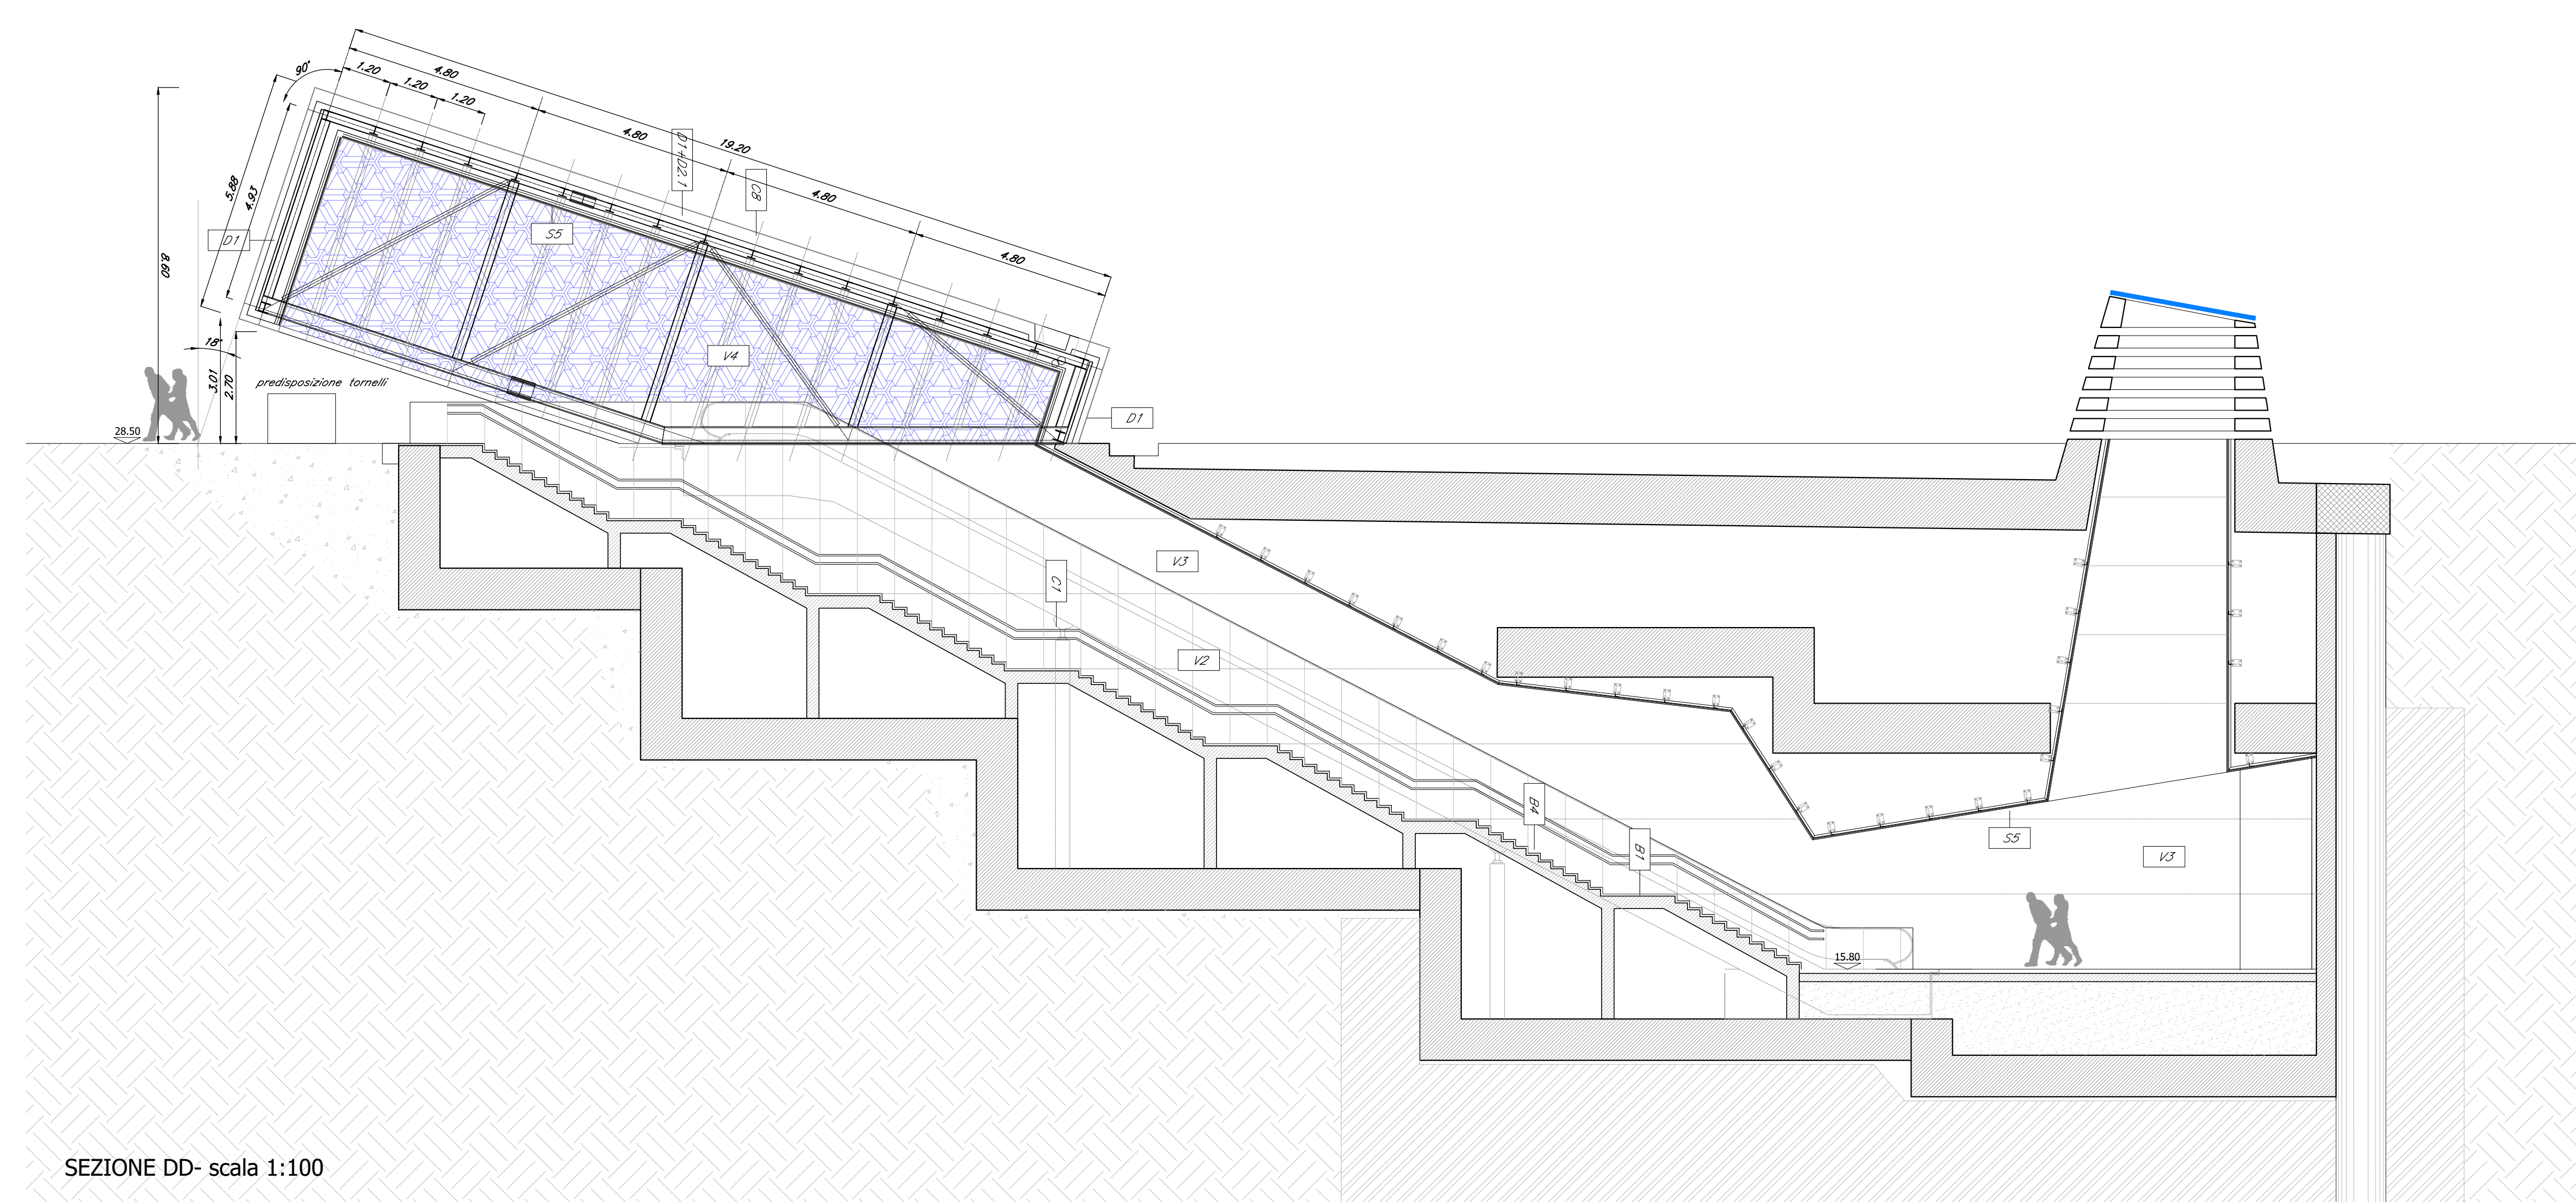 90°
1.20
1.20
1.20
4.80
4.80
19.20
4.80
4.80
D1+D2.1
C8
5.88
4.93
D1
S5
8.60
18°
3.01
2.70
V4
predisposizione tornelli
D1
28.50
C1
V3
V2
B4
B1
S5
V3
15.80
SEZIONE DD- scala 1:100